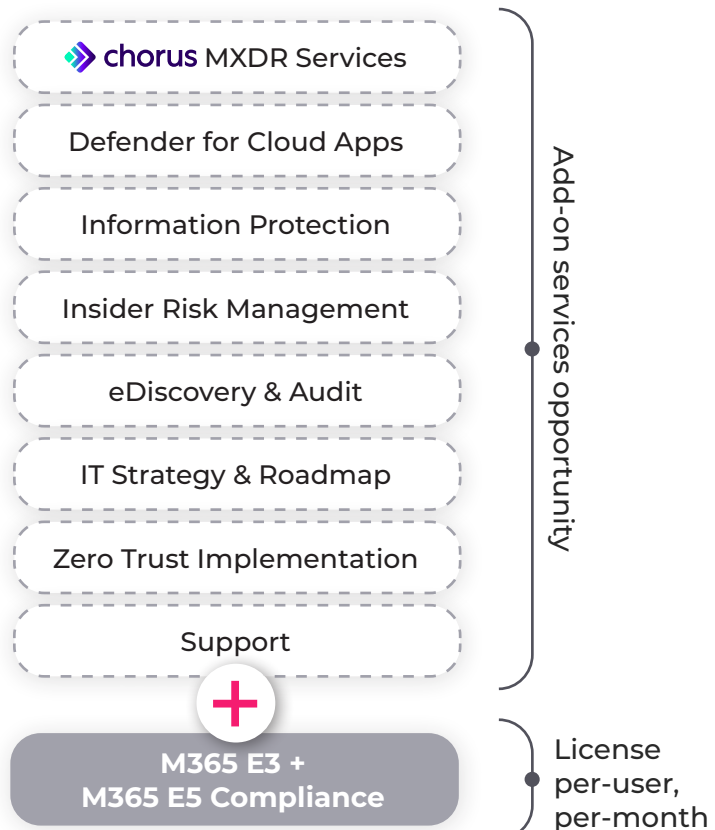 chorus MXDR Services
Defender for Cloud Apps
Information Protection
Insider Risk Management
eDiscovery & Audit
IT Strategy & Roadmap
Zero Trust Implementation
Support
Add-on services opportunity
+
M365 E3 +
M365 E5 Compliance
License
per-user,
per-month